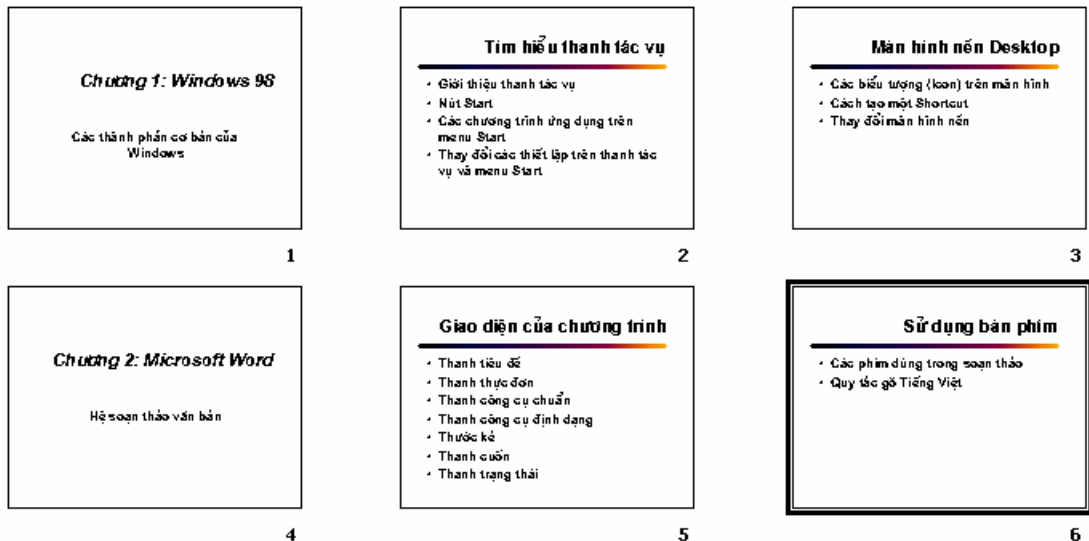 Chương 1: Windows 98
Các thành phần cơ bản của
Windows
1
Tìm hiểu thanh tác vụ
Giới thiệu thanh tác vụ
Nút Start
Các chương trình ứng dụng trên
menu Start
Thay đổi các thiết lập trên thanh tác
vụ và menu Start
2
Màn hình nền Desktop
Các biểu tượng (Icon) trên màn hình
Cách tạo một Shortcut
Thay đổi màn hình nền
3
Chương 2: Microsoft Word
Hệ soạn thảo văn bản
4
Giao diện của chương trình
Thanh tiêu đề
Thanh thực đơn
Thanh công cụ chuẩn
Thanh công cụ định dạng
Thước kẻ
Thanh cuốn
Thanh trạng thái
5
Sử dụng bàn phím
Các phím dùng trong soạn thảo
Quy tắc gõ Tiếng Việt
6